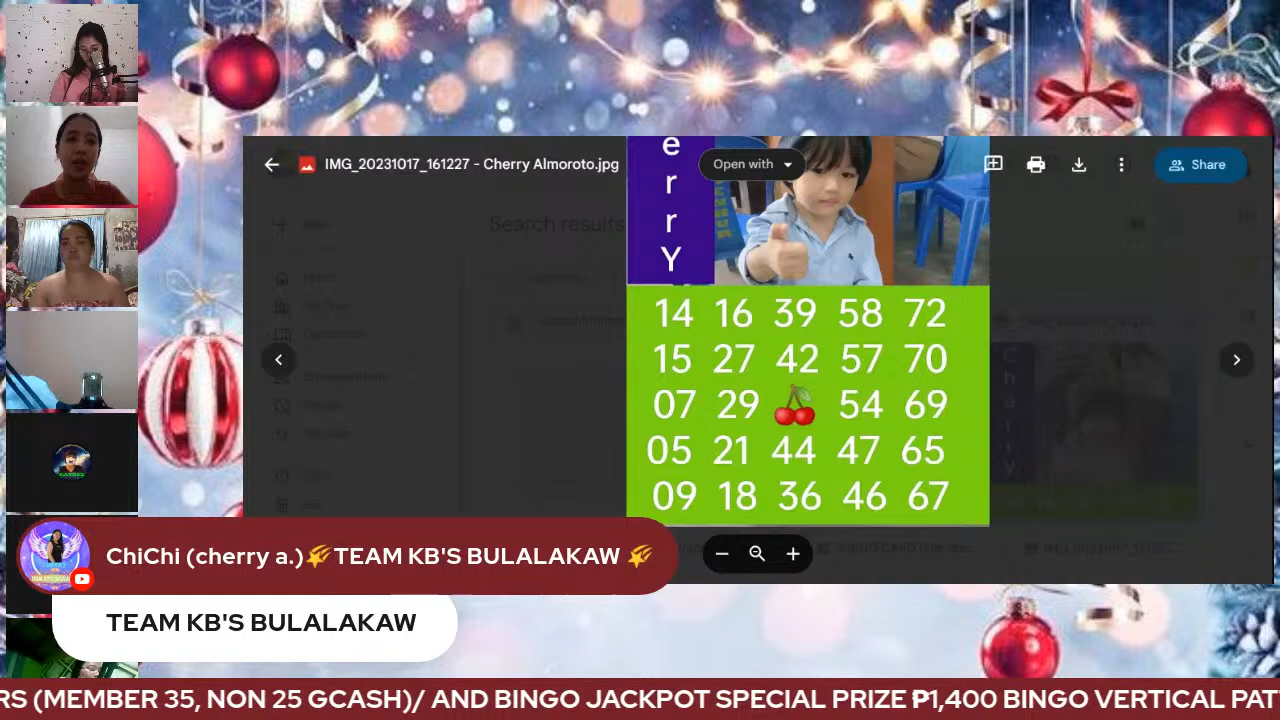 IMG_20231017_161227 - Cherry Almoroto.jpg
Open with
Share
Search results
e
r
r
Y
14 16 39 58 72
15 27 42 57 70
07 29 54 69
05 21 44 47 65
09 18 36 46 67
ChiChi (cherry a.) TEAM KB'S BULALAKAW
TEAM KB'S BULALAKAW
RS (MEMBER 35, NON 25 GCASH)/ AND BINGO JACKPOT SPECIAL PRIZE ₱1,400 BINGO VERTICAL PAT